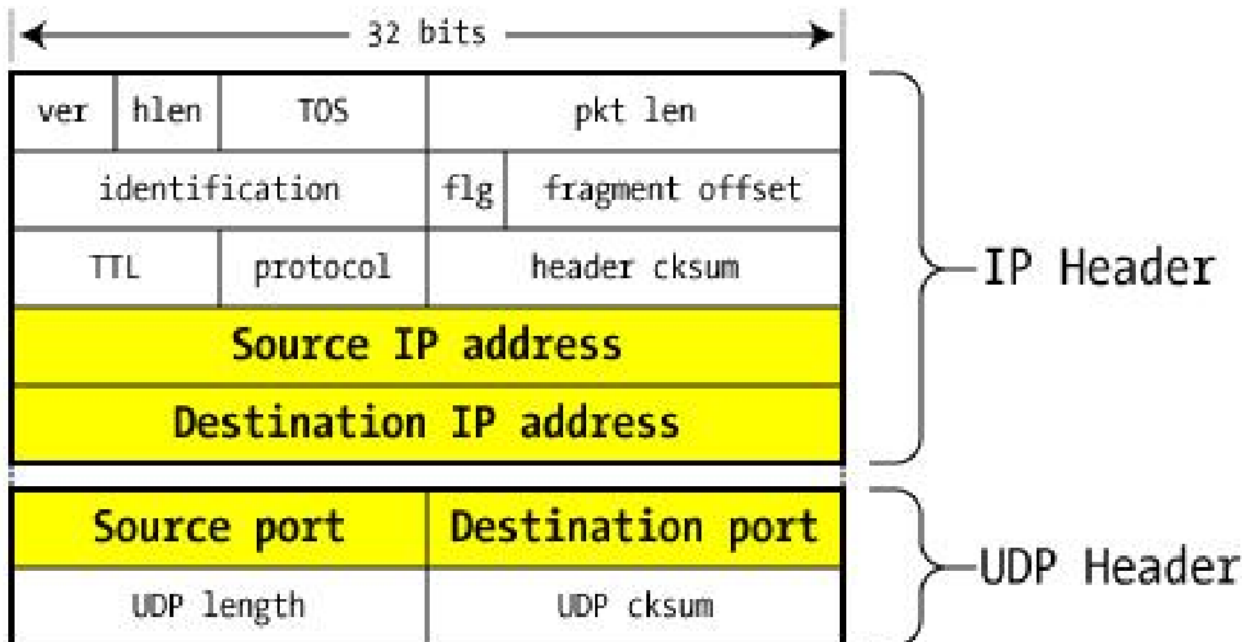 32 bits
ver hlen TOS pkt len
identification flg fragment offset
TTL protocol header cksum
IP Header
Source IP address
Destination IP address
Source port Destination port
UDP Header
UDP length UDP cksum